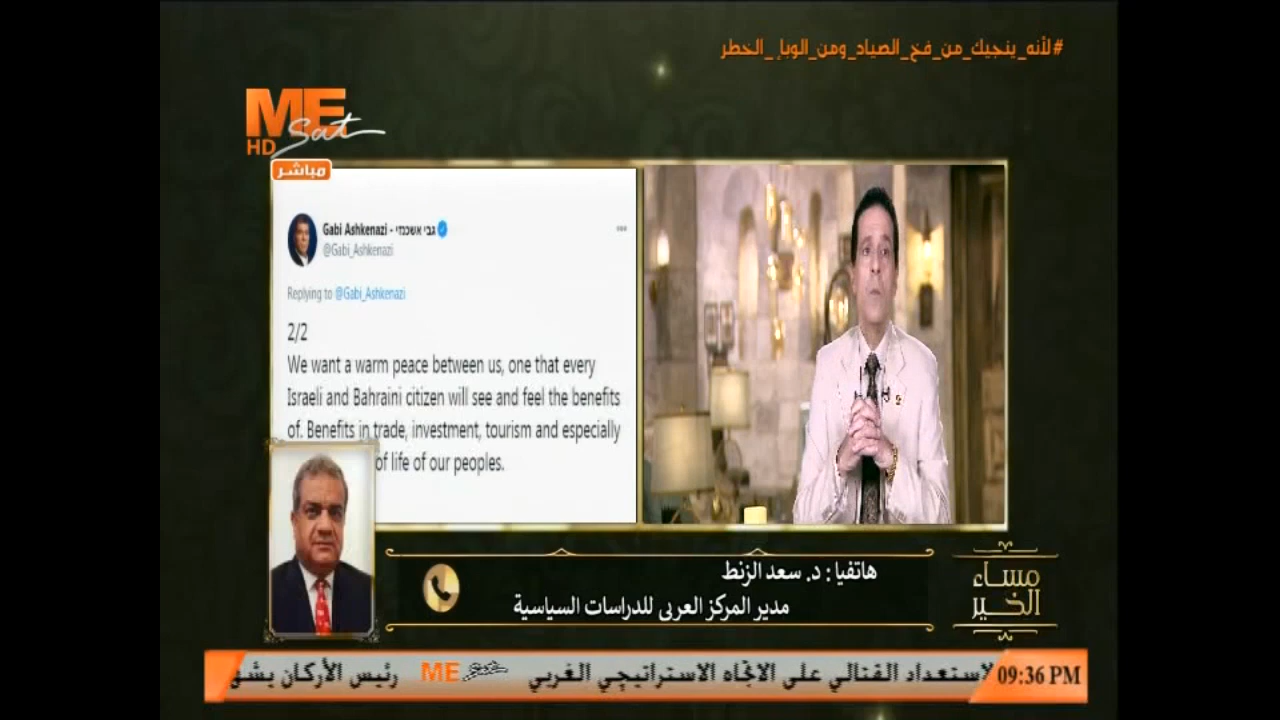 #لأنه_ينجيك_من_فخ_الصياد_ومن_الوبإ_الخطر
ME Sat
HD
مباشر
Gabi Ashkenazi - גבי אשכנזי
@Gabi_Ashkenazi
Replying to @Gabi_Ashkenazi
2/2
We want a warm peace between us, one that every
Israeli and Bahraini citizen will see and feel the benefits
of. Benefits in trade, investment, tourism and especially
of life of our peoples.
هاتفيا : د. سعد الزنط
مدير المركز العربى للدراسات السياسية
مساء
الخير
لاستعداد القتالي على الاتجاه الاستراتيجي الغربي ME Sat رئيس الأركان يشه
09:36 PM